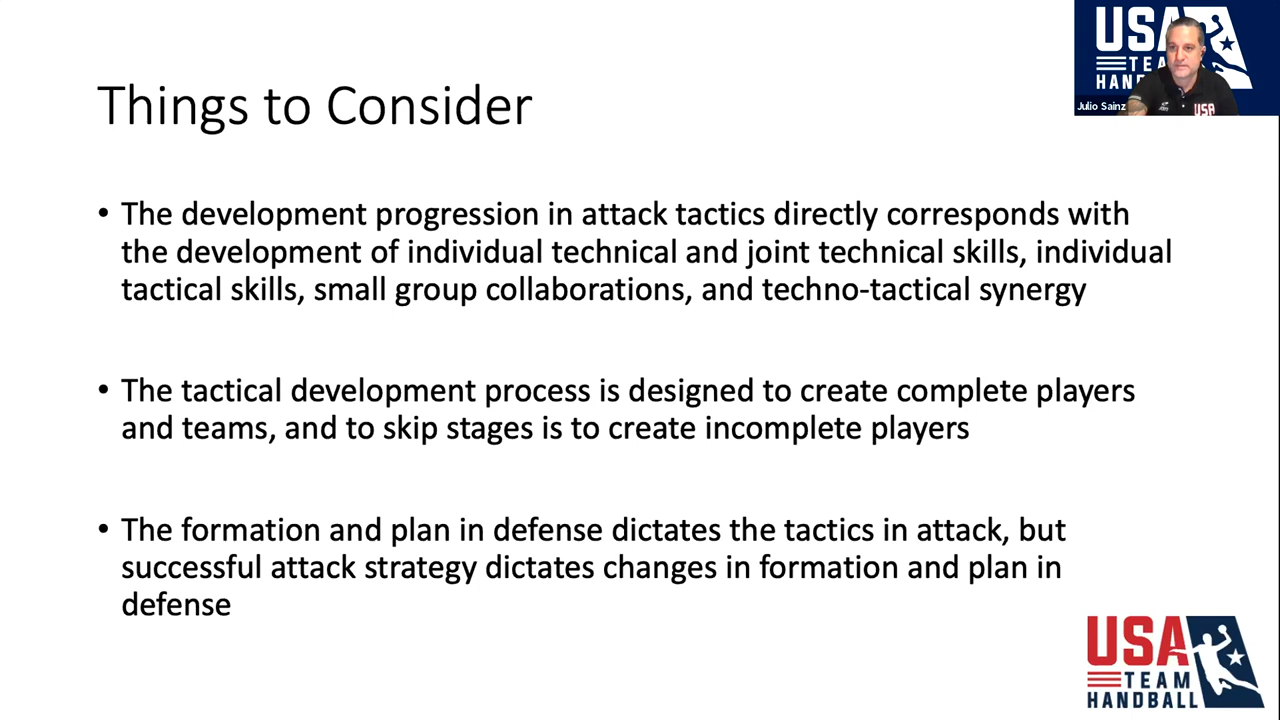 USA
TEAM
HANDB
Julio Sainz
USA
Things to Consider
• The development progression in attack tactics directly corresponds with
the development of individual technical and joint technical skills, individual
tactical skills, small group collaborations, and techno-tactical synergy
• The tactical development process is designed to create complete players
and teams, and to skip stages is to create incomplete players
• The formation and plan in defense dictates the tactics in attack, but
successful attack strategy dictates changes in formation and plan in
defense
USA
TEAM
HANDBALL